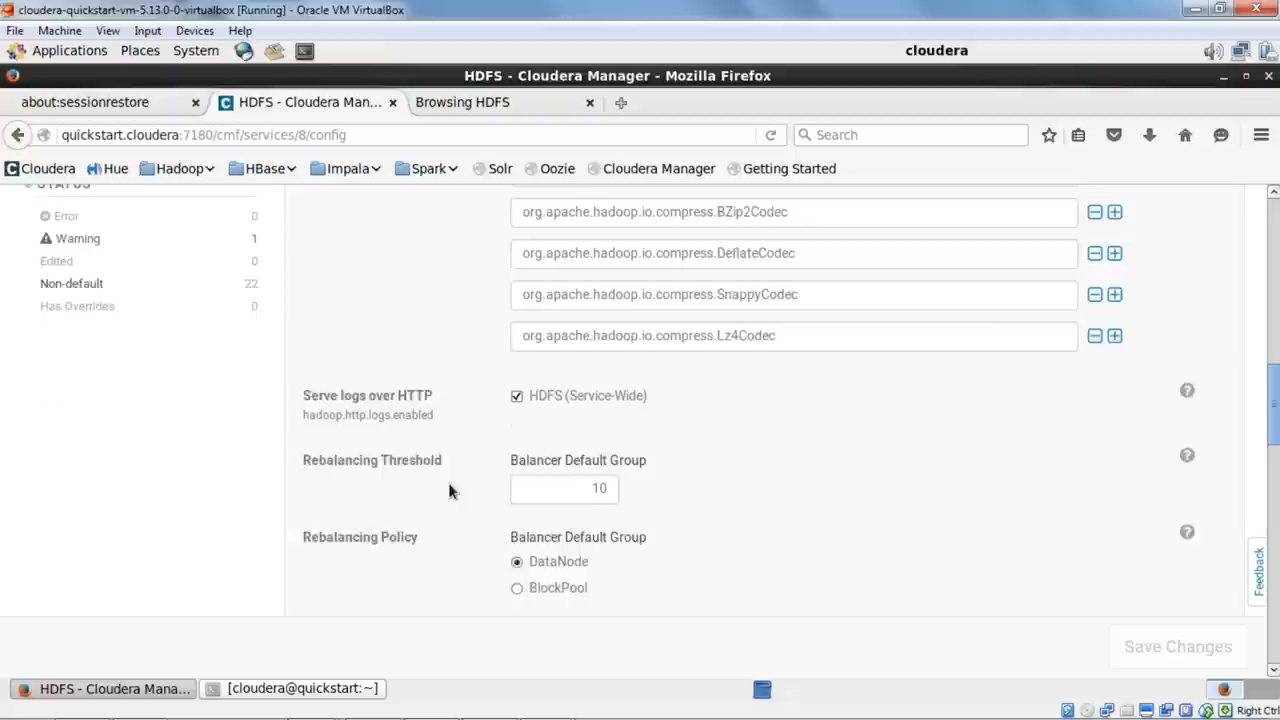 cloudera-quickstart-vm-5.13.0-0-virtualbox [Running] - Oracle VM VirtualBox
File Machine View Input Devices Help
Applications Places System cloudera
HDFS - Cloudera Manager - Mozilla Firefox
about:sessionrestore HDFS - Cloudera Man... Browsing HDFS
quickstart.cloudera:7180/cmf/services/8/config Search
Cloudera Hue Hadoop HBase Impala Spark Solr Oozie Cloudera Manager Getting Started
STATUS
Error 0
Warning 1
Edited 0
Non-default 22
Has Overrides 0
org.apache.hadoop.io.compress.BZip2Codec
org.apache.hadoop.io.compress.DeflateCodec
org.apache.hadoop.io.compress.SnappyCodec
org.apache.hadoop.io.compress.Lz4Codec
Serve logs over HTTP HDFS (Service-Wide)
hadoop.http.logs.enabled
Rebalancing Threshold Balancer Default Group
10
Rebalancing Policy Balancer Default Group
DataNode
BlockPool
Feedback
Save Changes
HDFS - Cloudera Mana... [cloudera@quickstart:~]
Right Ctrl